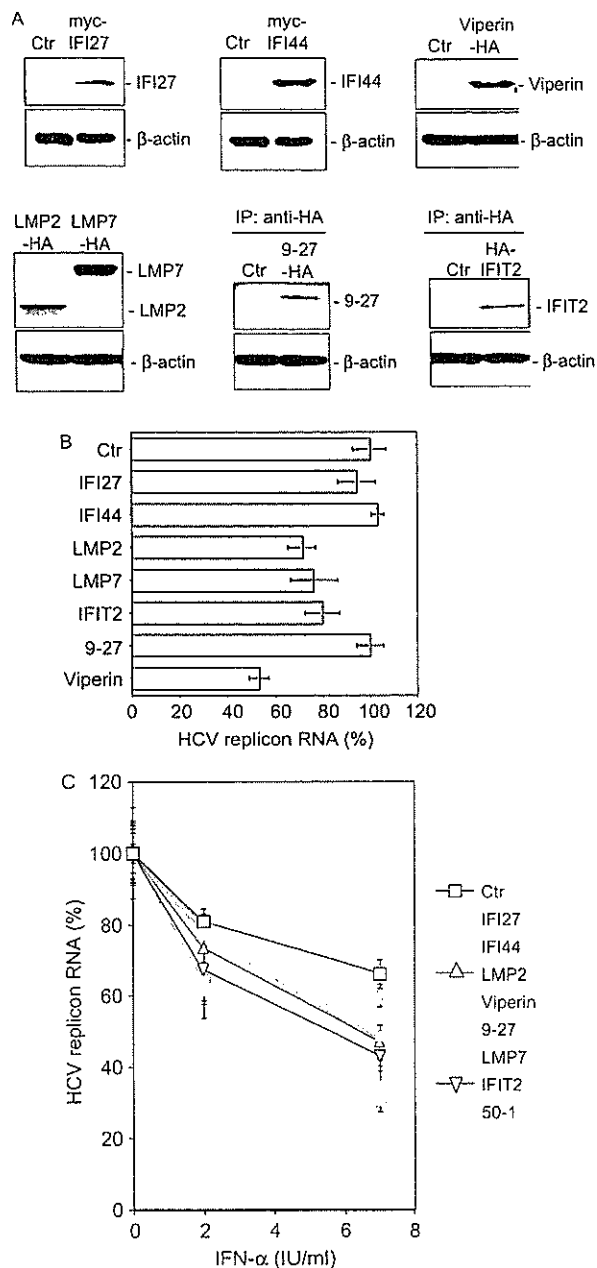 A
Ctr myc-IFI27
- IFI27
- β-actin
Ctr myc-IFI44
- IFI44
- β-actin
Ctr Viperin-HA
- Viperin
- β-actin
LMP2-HA LMP7-HA
- LMP7
- LMP2
- β-actin
IP: anti-HA
Ctr 9-27-HA
- 9-27
- β-actin
IP: anti-HA
Ctr HA-IFIT2
- IFIT2
- β-actin
B
Ctr
IFI27
IFI44
LMP2
LMP7
IFIT2
9-27
Viperin
0 20 40 60 80 100 120
HCV replicon RNA (%)
C
120
100
80
60
40
20
0
HCV replicon RNA (%)
0 2 4 6 8
IFN-α (IU/ml)
Ctr
IFI27
IFI44
LMP2
Viperin
9-27
LMP7
IFIT2
50-1